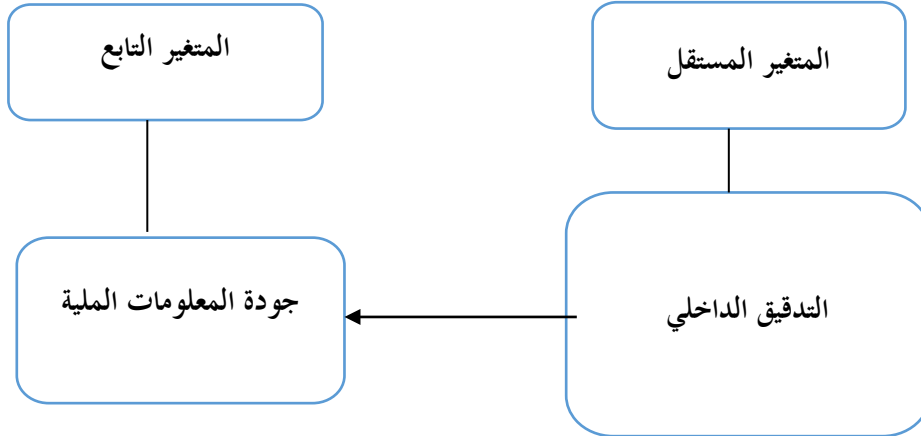 المتغير المستقل
المتغير التابع
التدقيق الداخلي
جودة المعلومات الملية